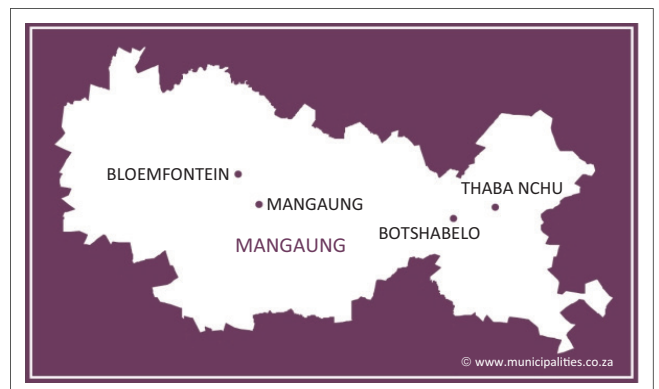 BLOEMFONTEIN
THABA NCHU
MANGAUNG
BOTSHABELO
MANGAUNG
© www.municipalities.co.za